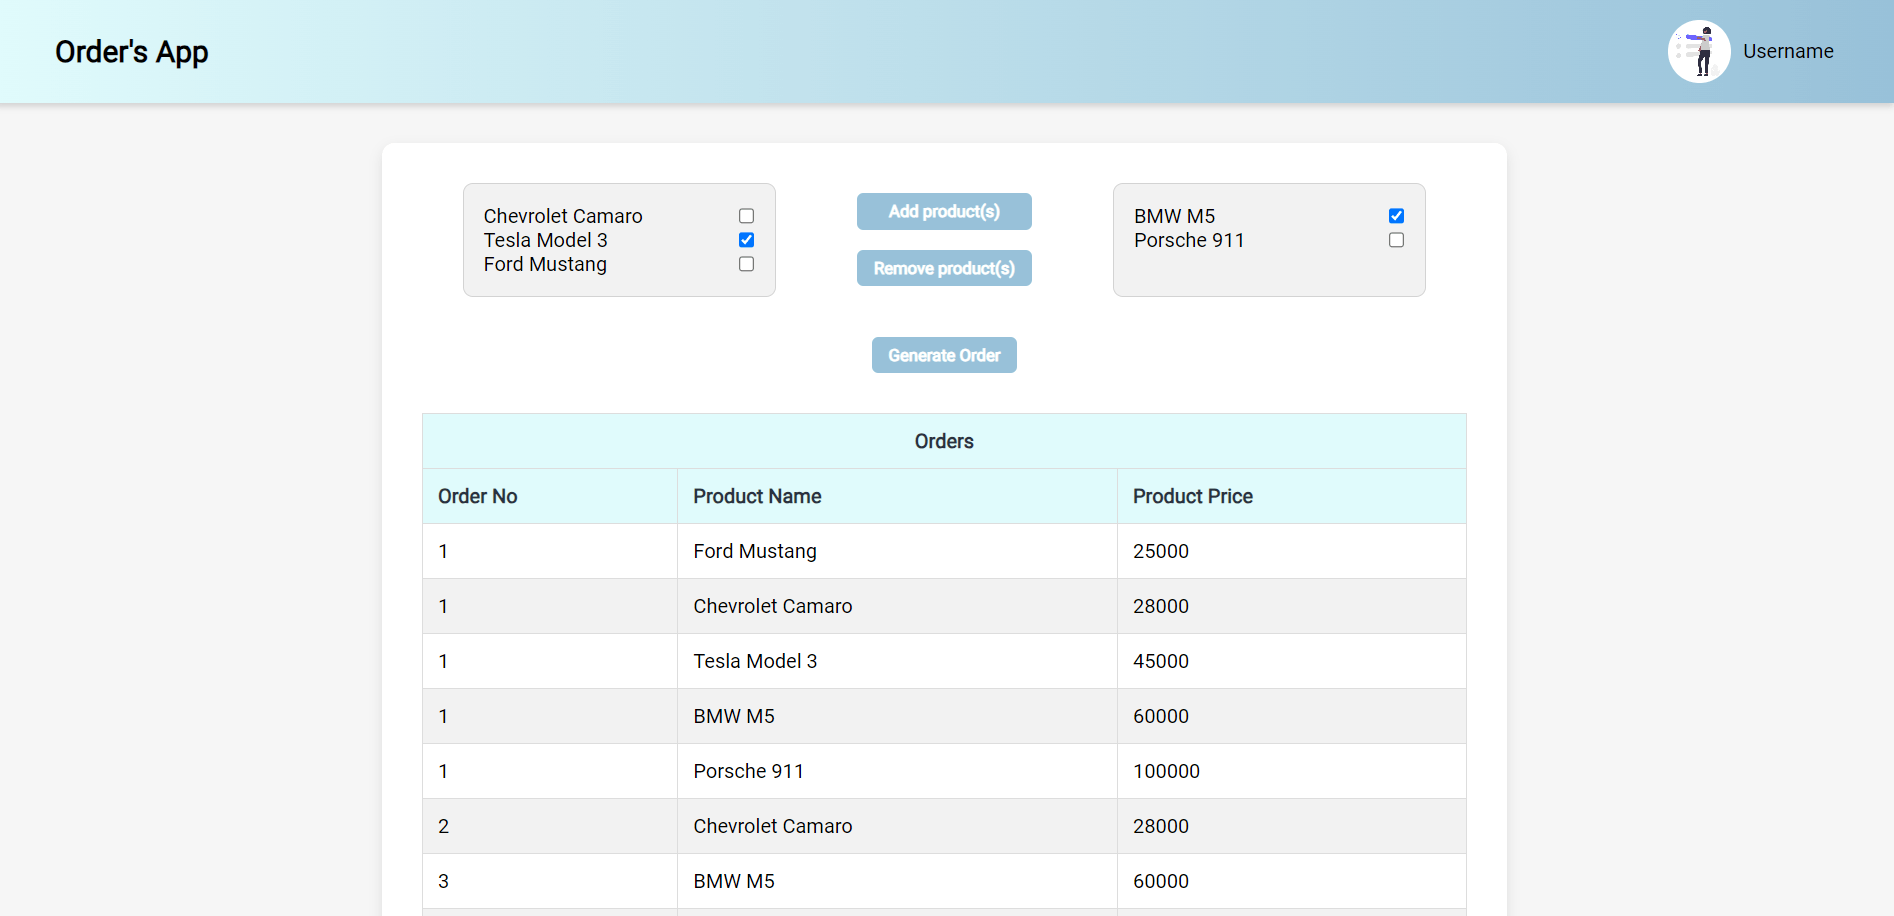 Order's App
Username
Chevrolet Camaro
Tesla Model 3
Ford Mustang
Add product(s)
Remove product(s)
BMW M5
Porsche 911
Generate Order
Orders
Order No Product Name Product Price
1 Ford Mustang 25000
1 Chevrolet Camaro 28000
1 Tesla Model 3 45000
1 BMW M5 60000
1 Porsche 911 100000
2 Chevrolet Camaro 28000
3 BMW M5 60000